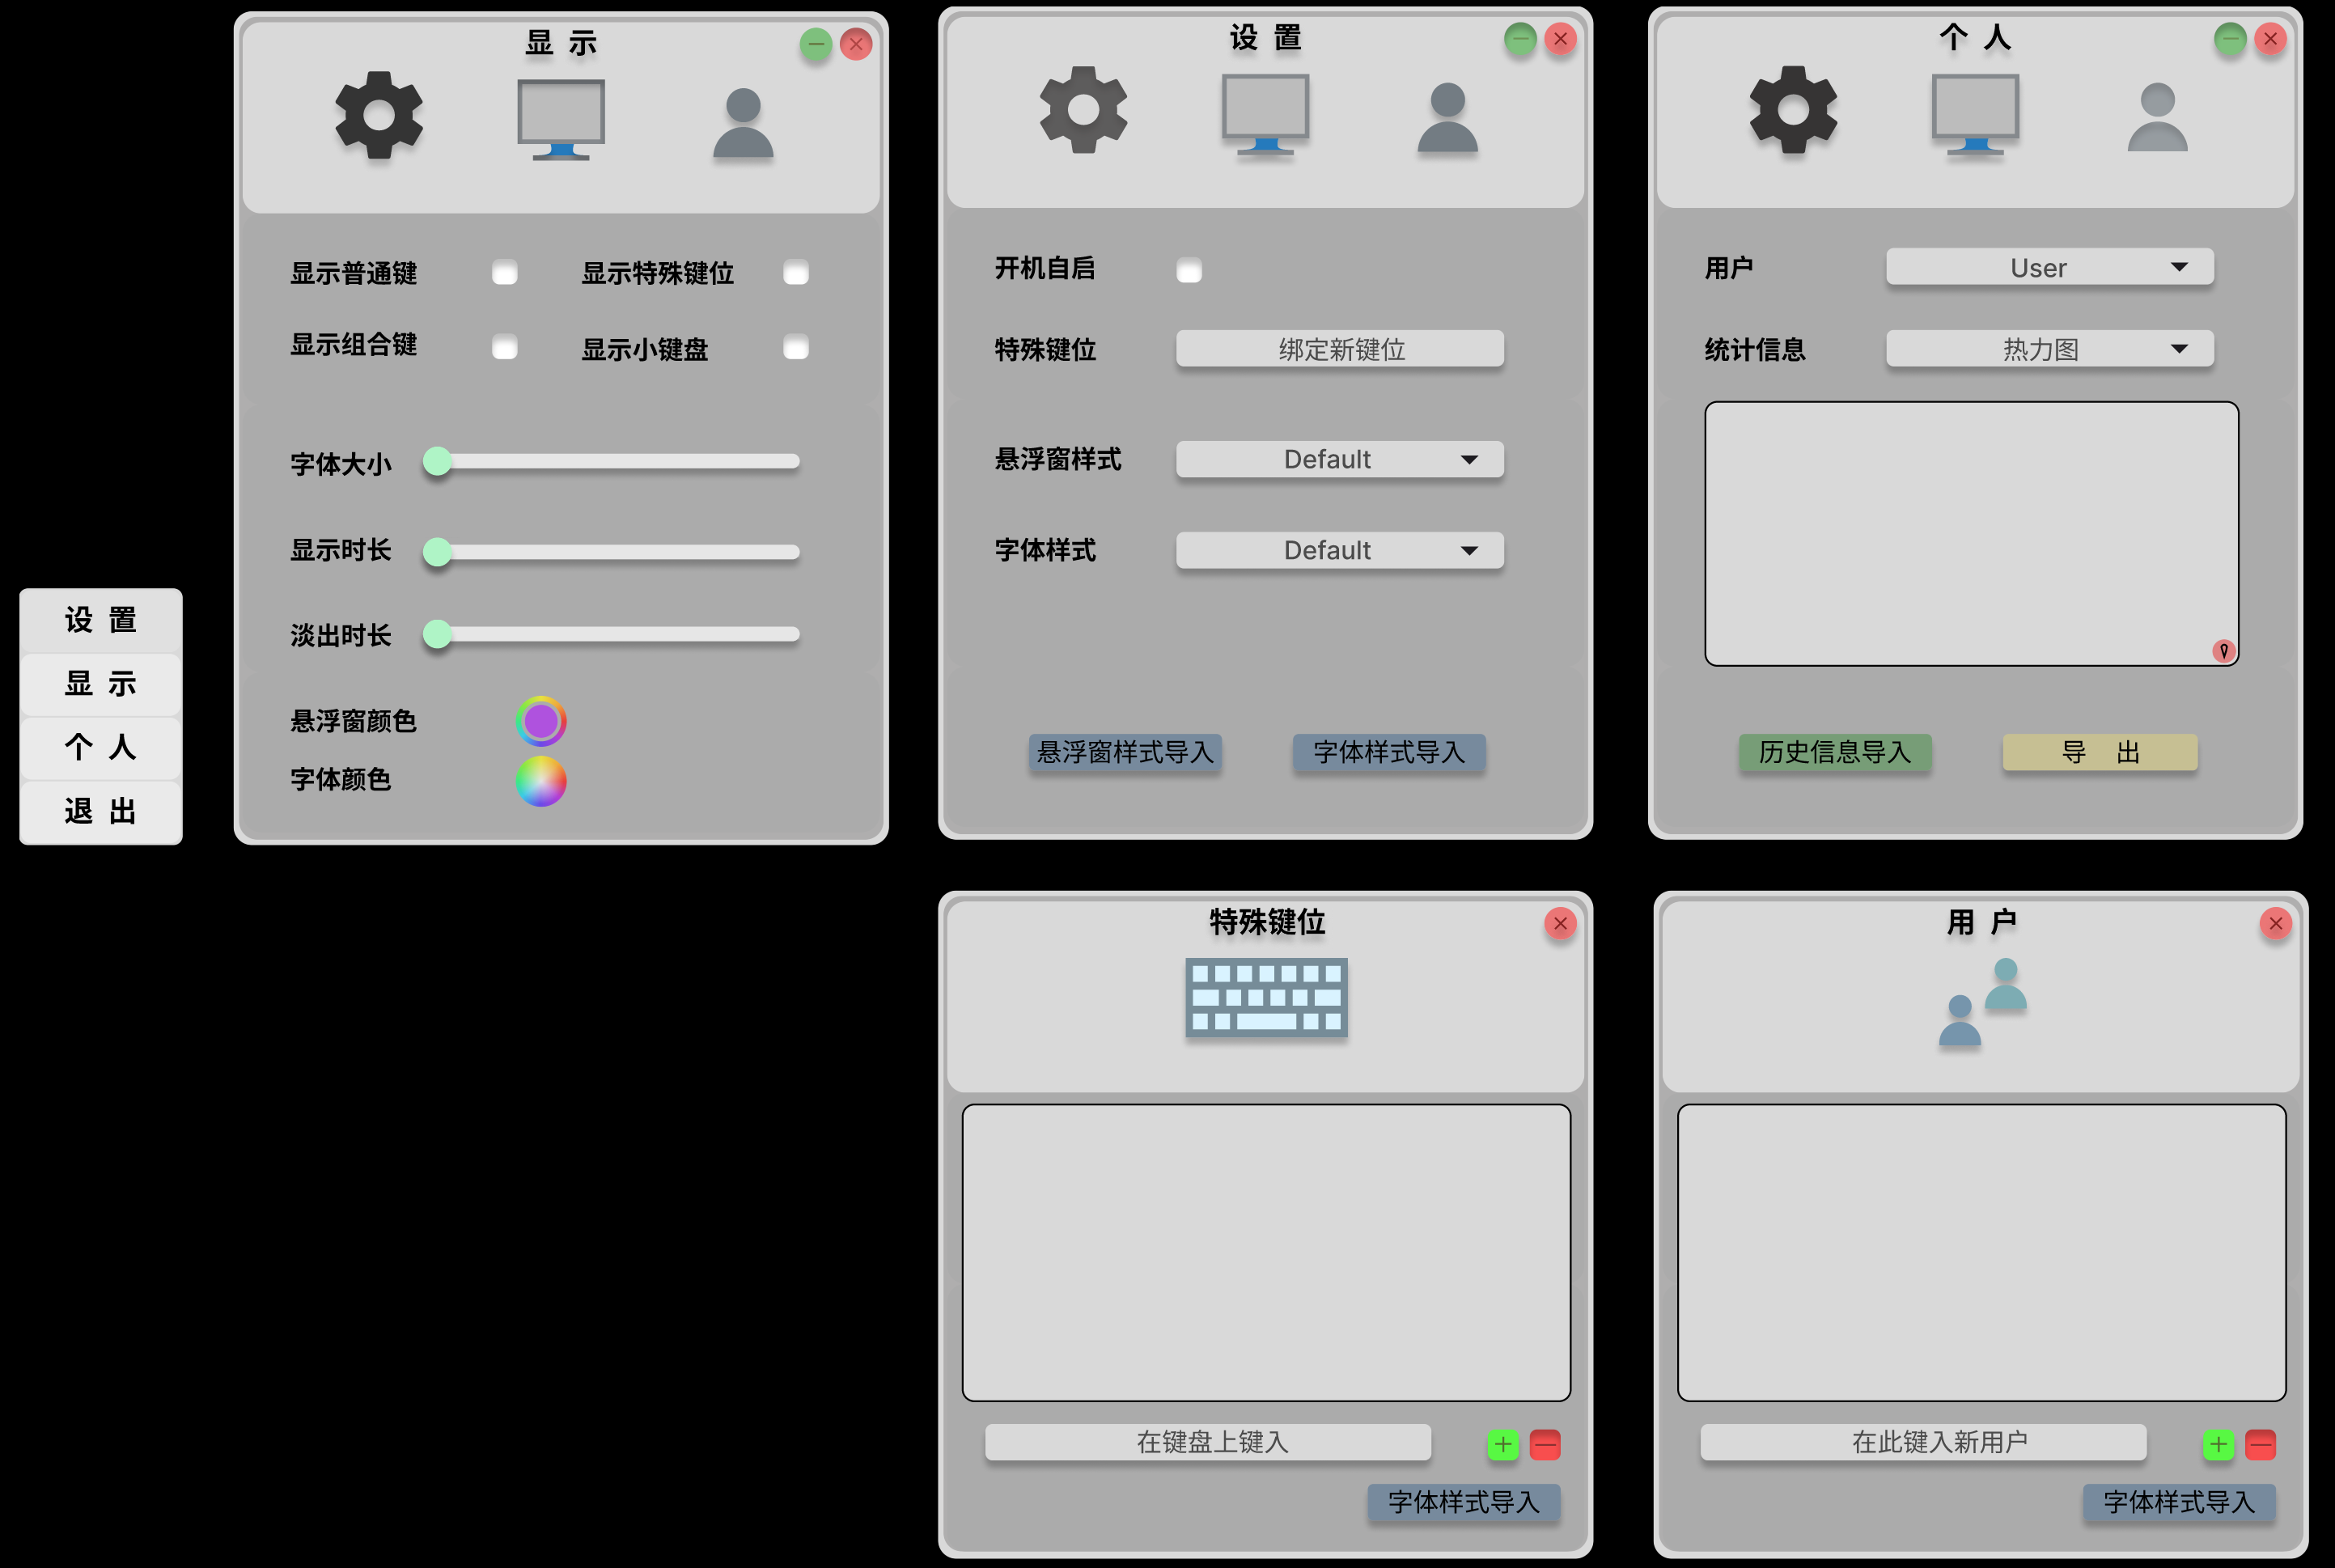 设 置
显 示
个 人
退 出
显 示
显示普通键
显示特殊键位
显示组合键
显示小键盘
字体大小
显示时长
淡出时长
悬浮窗颜色
字体颜色
设 置
开机自启
特殊键位 绑定新键位
悬浮窗样式 Default
字体样式 Default
悬浮窗样式导入
字体样式导入
个 人
用户 User
统计信息 热力图
历史信息导入
导 出
特殊键位
在键盘上键入
字体样式导入
用 户
在此键入新用户
字体样式导入